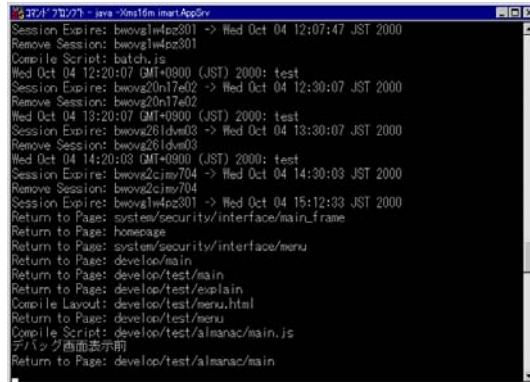 コマンド プロンプト - java -Xms16m imart.AppSrv
Session Expire: bwovg1w4pz301 -> Wed Oct 04 12:07:47 JST 2000
Remove Session: bwovg1w4pz301
Compile Script: batch.js
Wed Oct 04 12:20:07 GMT+0900 (JST) 2000: test
Session Expire: bwovg20n17e02 -> Wed Oct 04 12:30:07 JST 2000
Remove Session: bwovg20n17e02
Wed Oct 04 13:20:07 GMT+0900 (JST) 2000: test
Session Expire: bwovg26ldvm03 -> Wed Oct 04 13:30:07 JST 2000
Remove Session: bwovg26ldvm03
Wed Oct 04 14:20:03 GMT+0900 (JST) 2000: test
Session Expire: bwovg2cjmy704 -> Wed Oct 04 14:30:03 JST 2000
Remove Session: bwovg2cjmy704
Session Expire: bwovg1w4pz301 -> Wed Oct 04 15:12:33 JST 2000
Return to Page: system/security/interface/main_frame
Return to Page: homepage
Return to Page: system/security/interface/menu
Return to Page: develop/main
Return to Page: develop/test/main
Return to Page: develop/test/explain
Compile Layout: develop/test/menu.html
Return to Page: develop/test/menu
Compile Script: develop/test/almanac/main.js
デバッグ画面表示前
Return to Page: develop/test/almanac/main